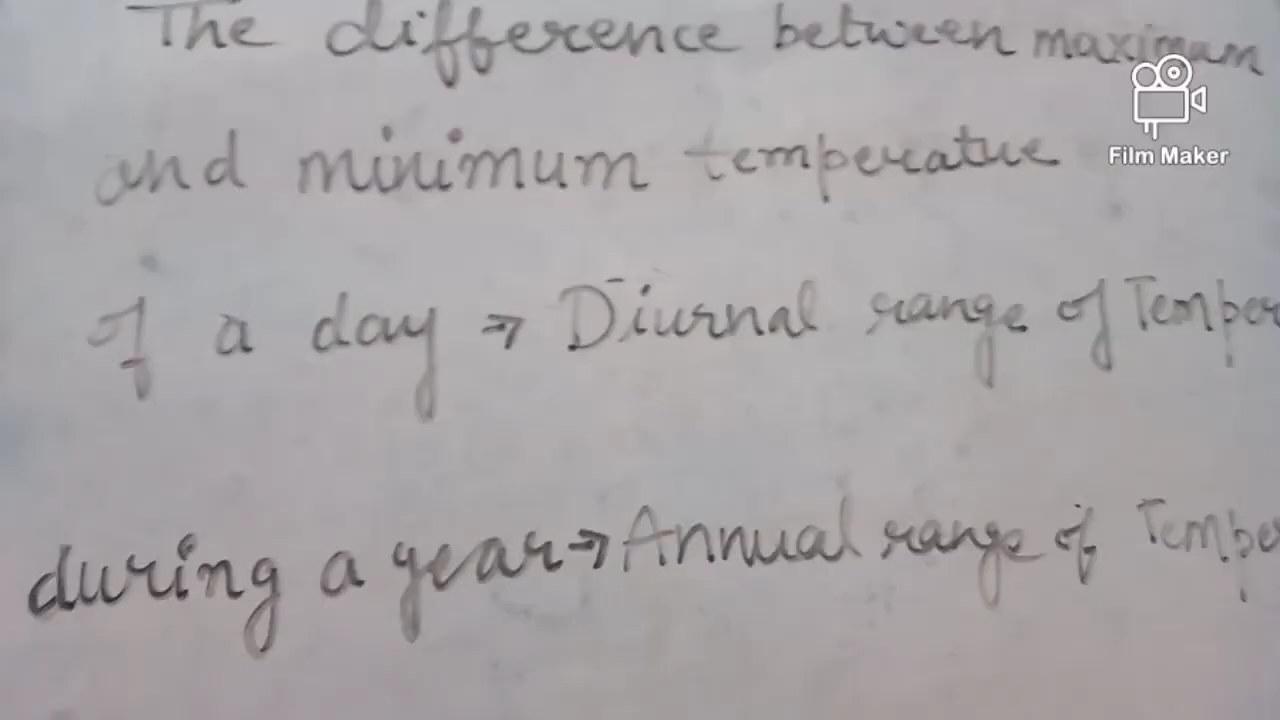 The difference between maximum
Film Maker
and minimum temperatue
of a day → Diurnal range of Temper
during a year → Annual range of Tempe